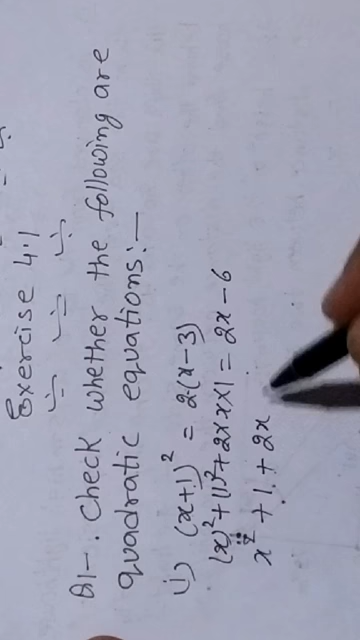 Exercise 4.1
Q1-. Check whether the following are
quadratic equations:-
i) (x+1)² = 2(x-3)
(x)²+(1)²+2×x×1 = 2x-6
x²+1+2x